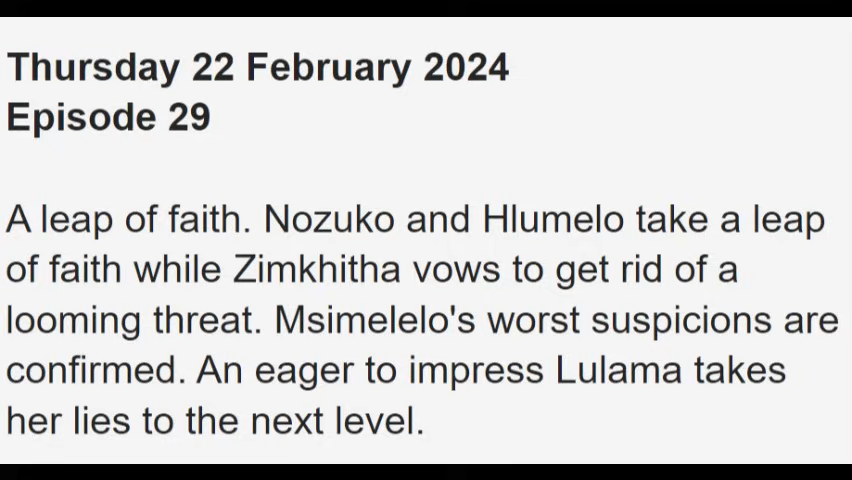 Thursday 22 February 2024
Episode 29
A leap of faith. Nozuko and Hlumelo take a leap
of faith while Zimkhitha vows to get rid of a
looming threat. Msimelelo's worst suspicions are
confirmed. An eager to impress Lulama takes
her lies to the next level.